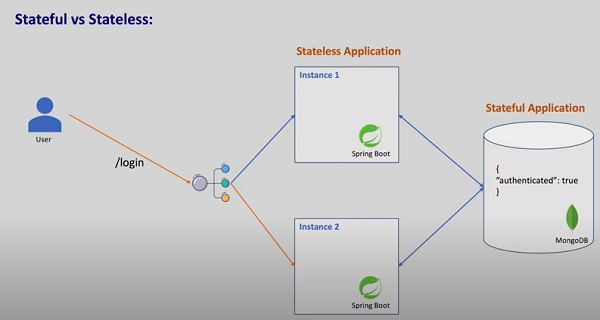 Stateful vs Stateless:
Stateless Application
Instance 1
Spring Boot
Stateful Application
User
/login
{
"authenticated": true
}
MongoDB
Instance 2
Spring Boot